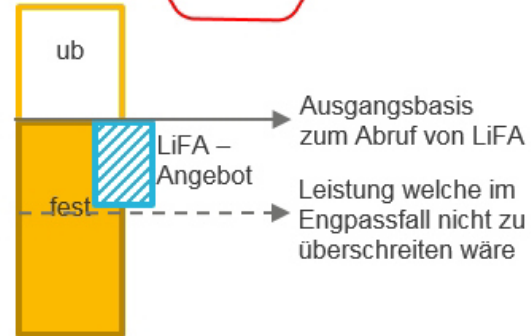 ub
Ausgangsbasis
zum Abruf von LiFA
LiFA –
Angebot
fest
Leistung welche im
Engpassfall nicht zu
überschreiten wäre